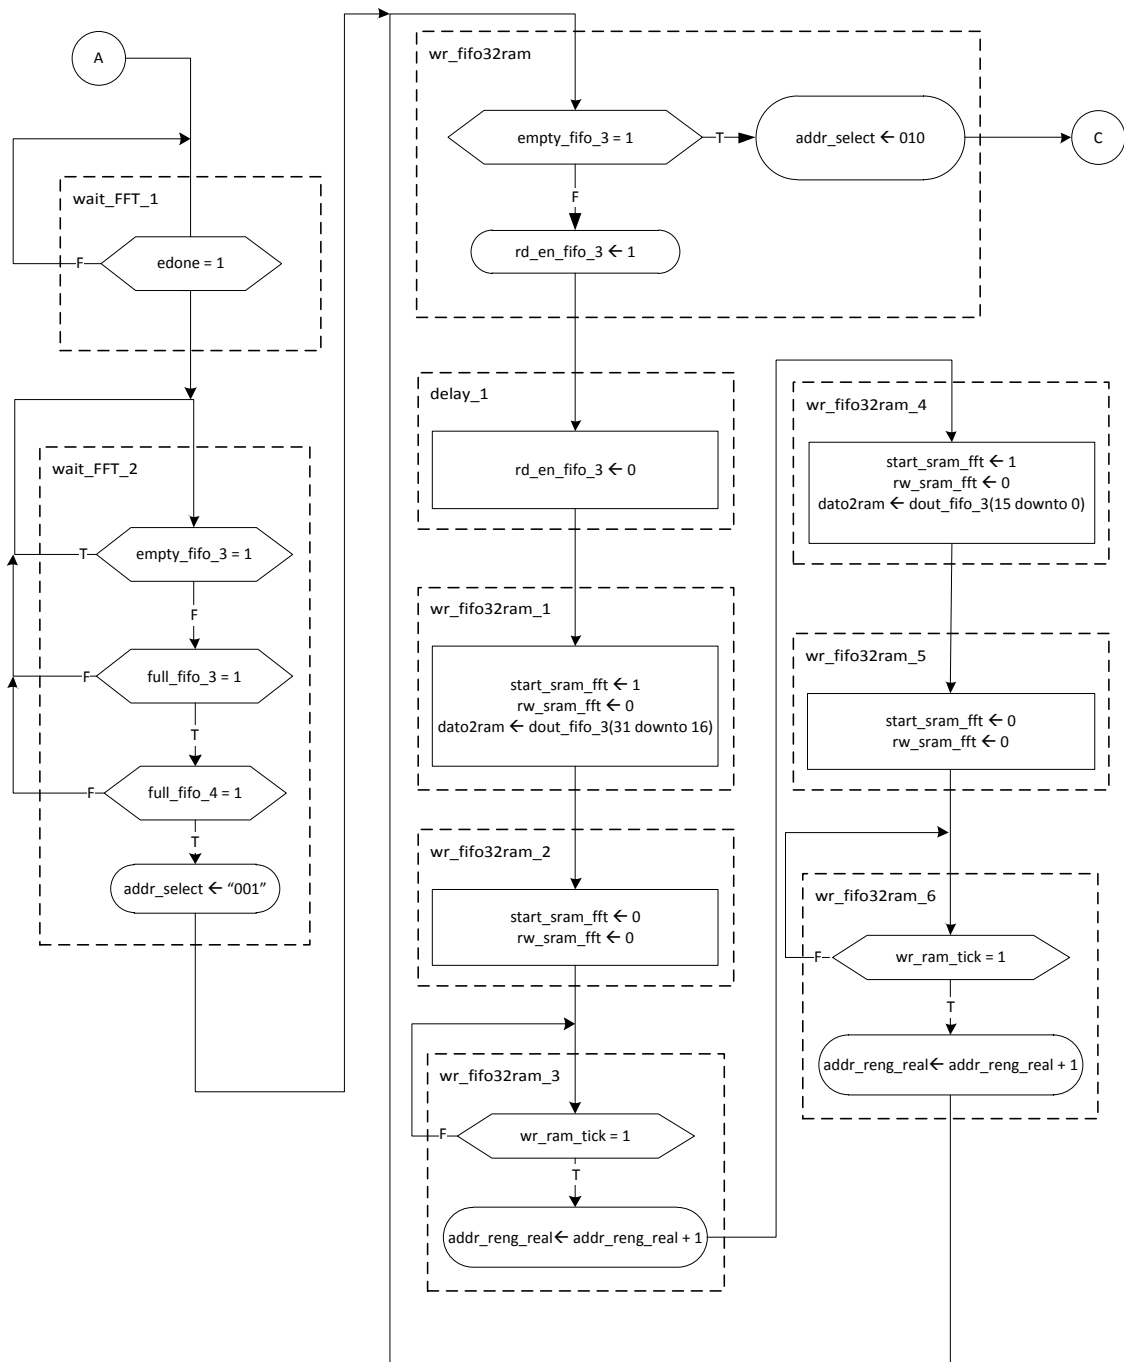 A
wait_FFT_1
F
edone = 1
wait_FFT_2
T
empty_fifo_3 = 1
F
F
full_fifo_3 = 1
T
F
full_fifo_4 = 1
T
addr_select ← “001”
wr_fifo32ram
empty_fifo_3 = 1
T
addr_select ← 010
C
F
rd_en_fifo_3 ← 1
delay_1
rd_en_fifo_3 ← 0
wr_fifo32ram_1
start_sram_fft ← 1
rw_sram_fft ← 0
dato2ram ← dout_fifo_3(31 downto 16)
wr_fifo32ram_2
start_sram_fft ← 0
rw_sram_fft ← 0
wr_fifo32ram_3
F
wr_ram_tick = 1
T
addr_reng_real ← addr_reng_real + 1
wr_fifo32ram_4
start_sram_fft ← 1
rw_sram_fft ← 0
dato2ram ← dout_fifo_3(15 downto 0)
wr_fifo32ram_5
start_sram_fft ← 0
rw_sram_fft ← 0
wr_fifo32ram_6
F
wr_ram_tick = 1
T
addr_reng_real ← addr_reng_real + 1